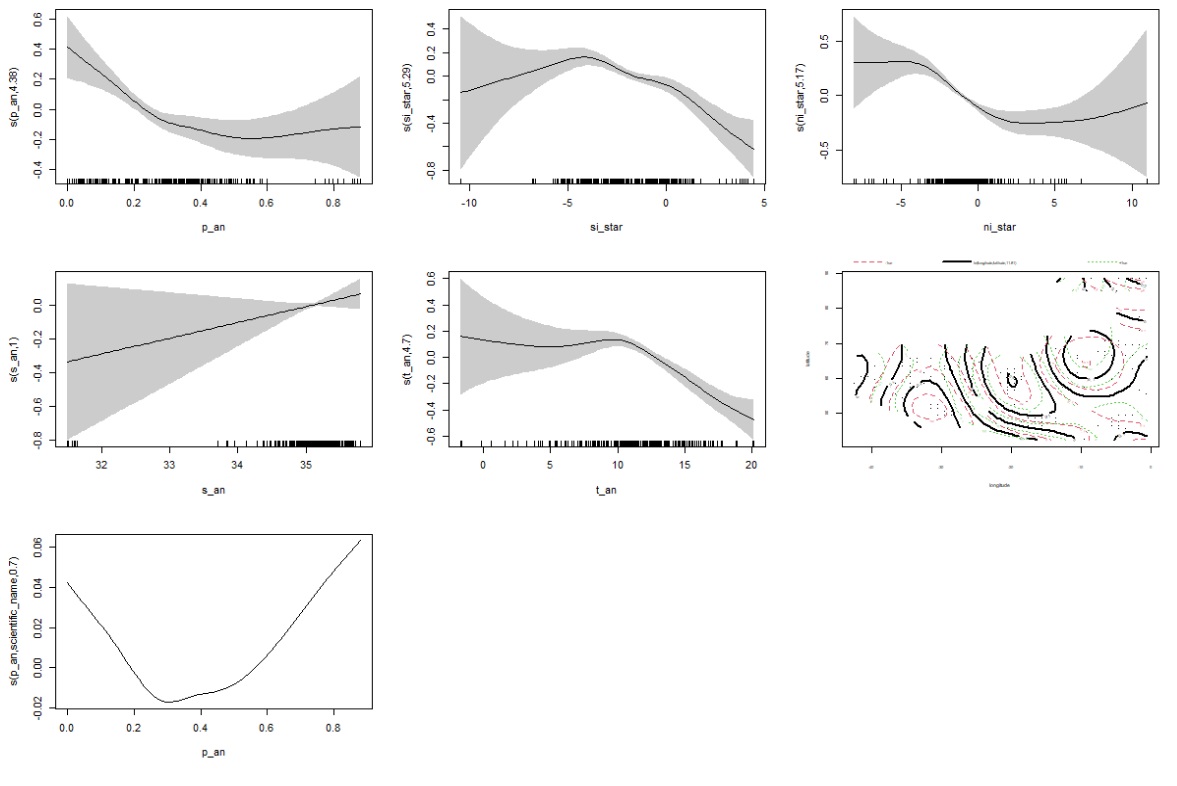 s(p_an,4.38)
0.6
0.4
0.2
0.0
-0.2
-0.4
0.0 0.2 0.4 0.6 0.8
p_an
s(si_star,5.29)
0.4
0.0
-0.4
-0.8
-10 -5 0 5
si_star
s(ni_star,5.17)
0.5
0.0
-0.5
-5 0 5 10
ni_star
s(s_an,1)
0.0
-0.2
-0.4
-0.6
-0.8
32 33 34 35
s_an
s(t_an,4.7)
0.6
0.4
0.2
0.0
-0.2
-0.4
-0.6
0 5 10 15 20
t_an
latitude
longitude
s(p_an,scientific_name,0.7)
0.06
0.04
0.02
0.00
-0.02
0.0 0.2 0.4 0.6 0.8
p_an